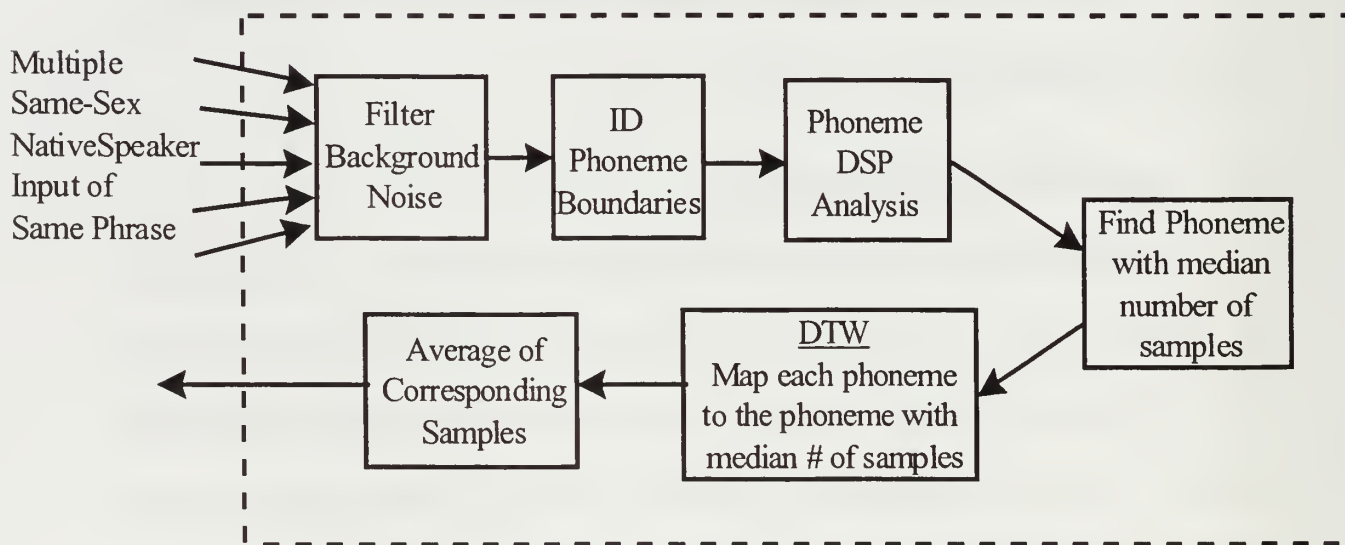 Multiple
Same-Sex
NativeSpeaker
Input of
Same Phrase
Filter
Background
Noise
ID
Phoneme
Boundaries
Phoneme
DSP
Analysis
Find Phoneme
with median
number of
samples
DTW
Map each phoneme
to the phoneme with
median # of samples
Average of
Corresponding
Samples